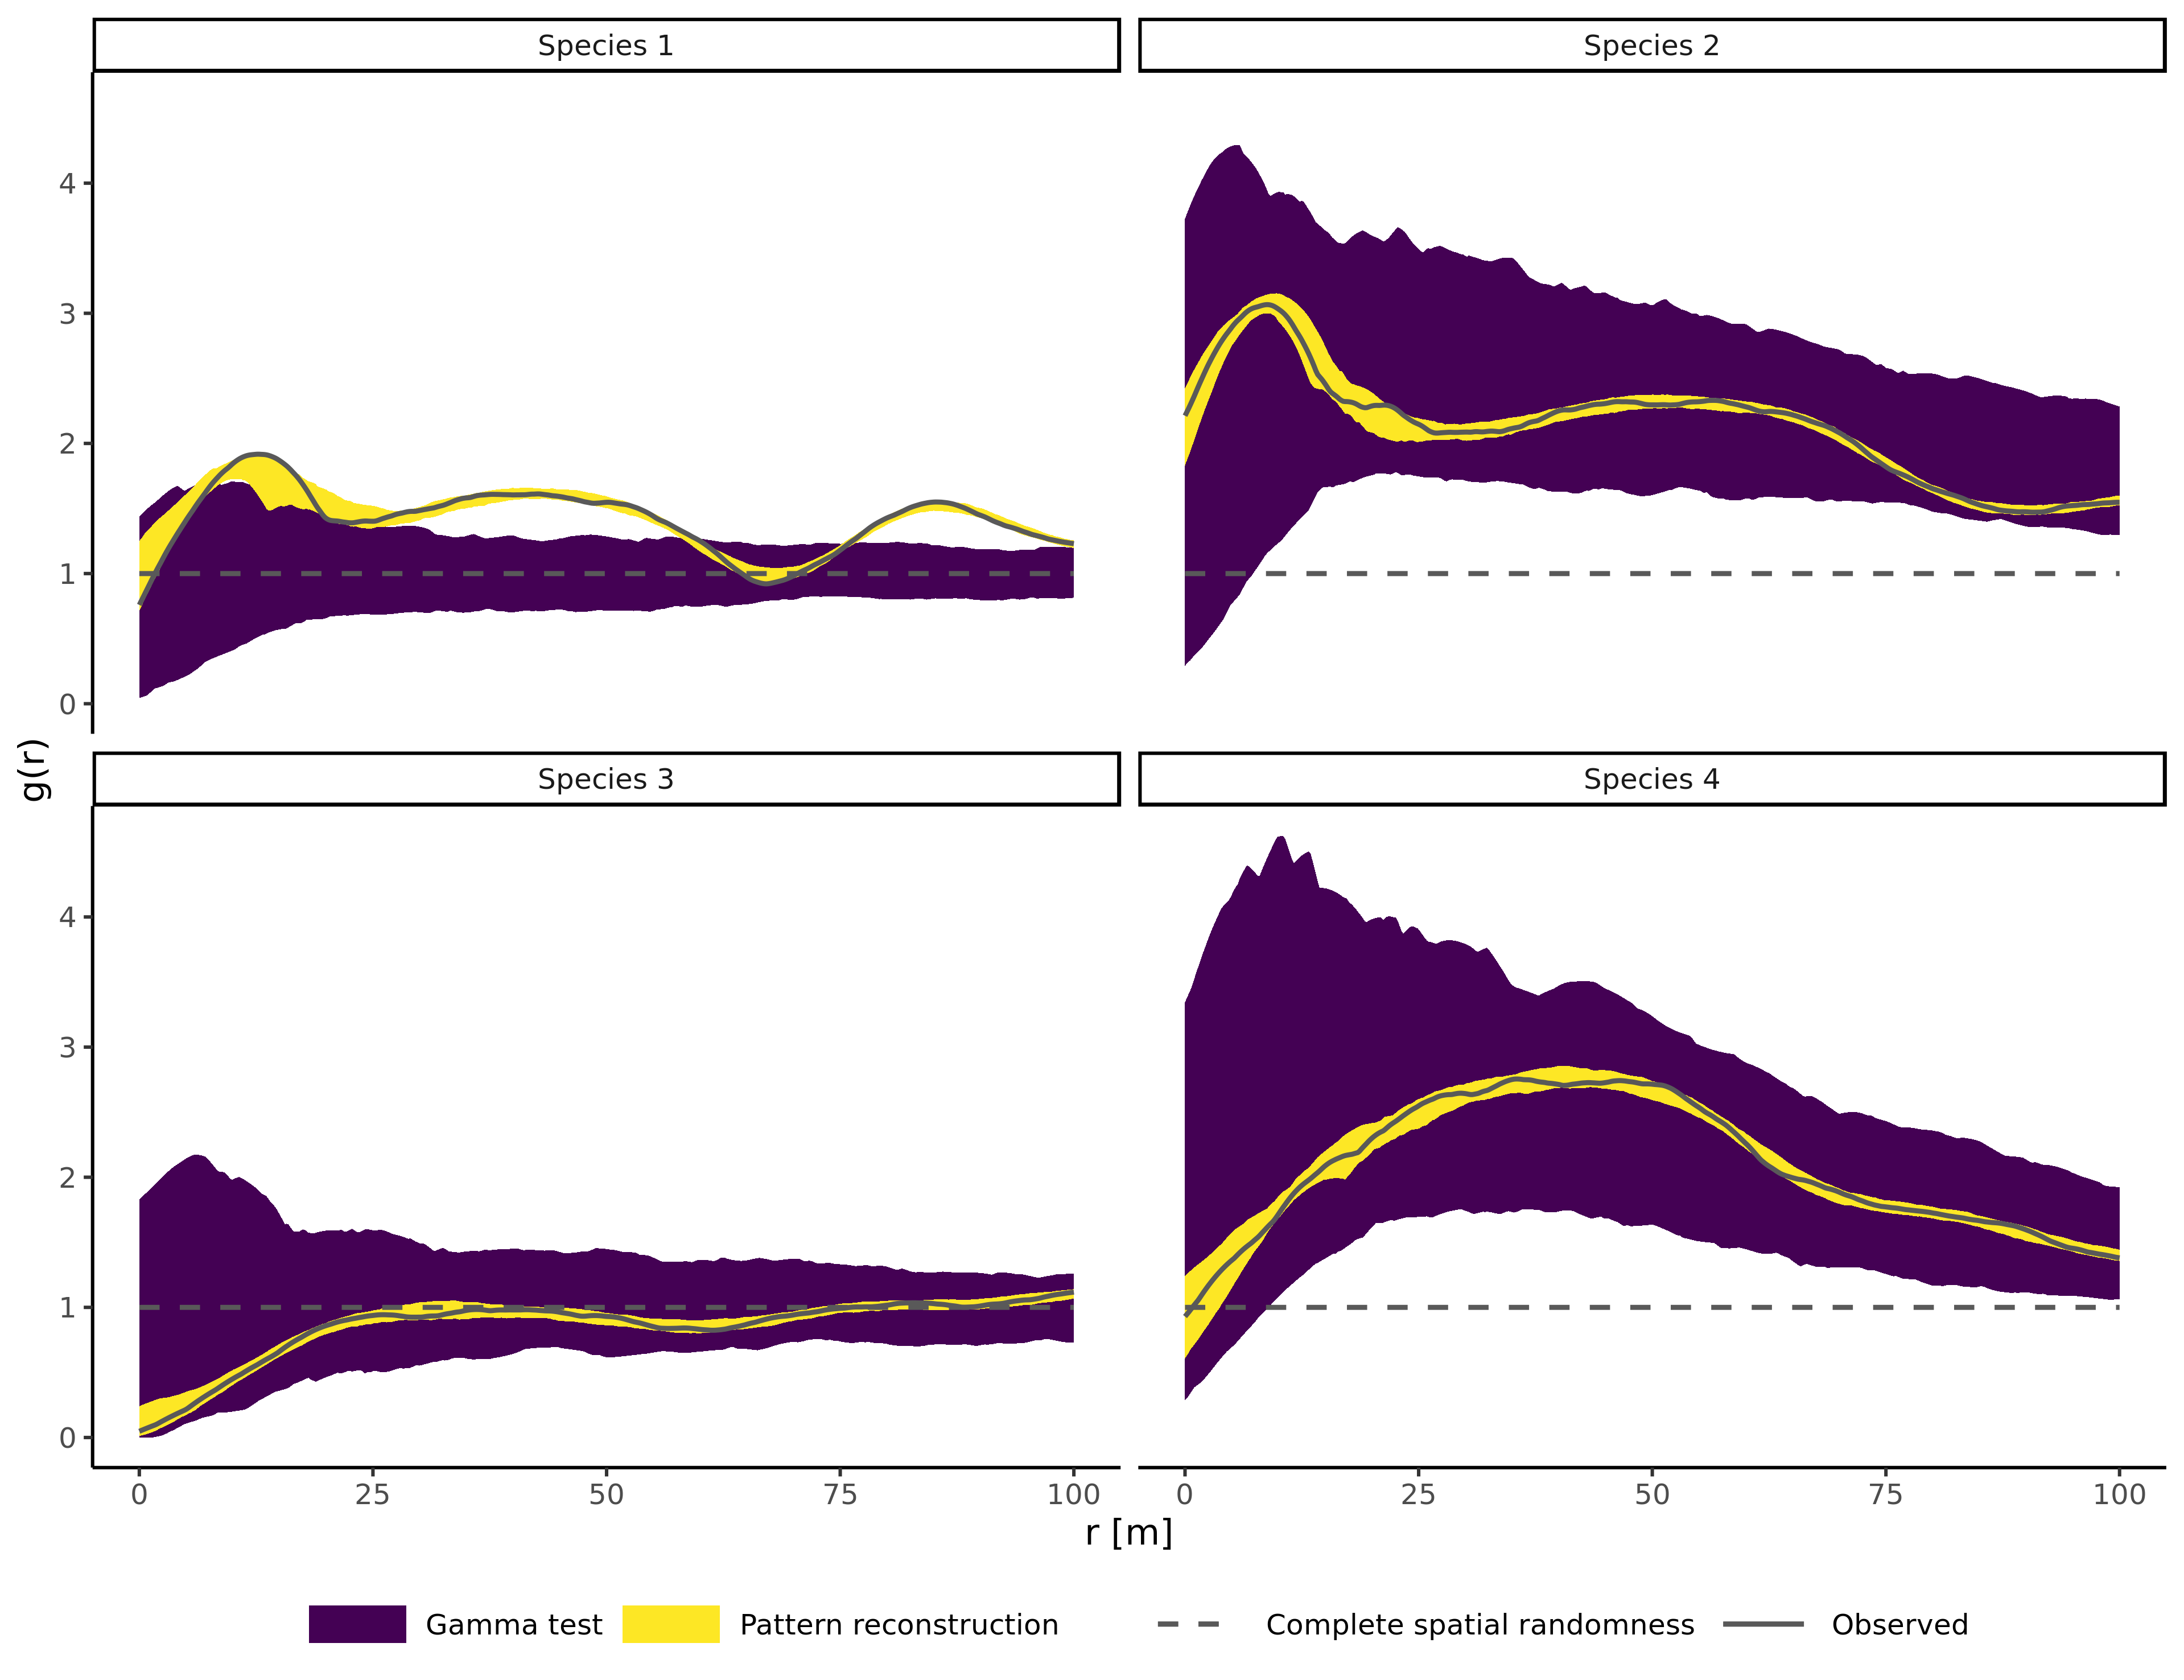 Species 1
Species 2
4
3
2
1
0
g(r)
Species 3
Species 4
4
3
2
1
0
0 25 50 75 100
0 25 50 75 100
r [m]
Gamma test Pattern reconstruction Complete spatial randomness Observed